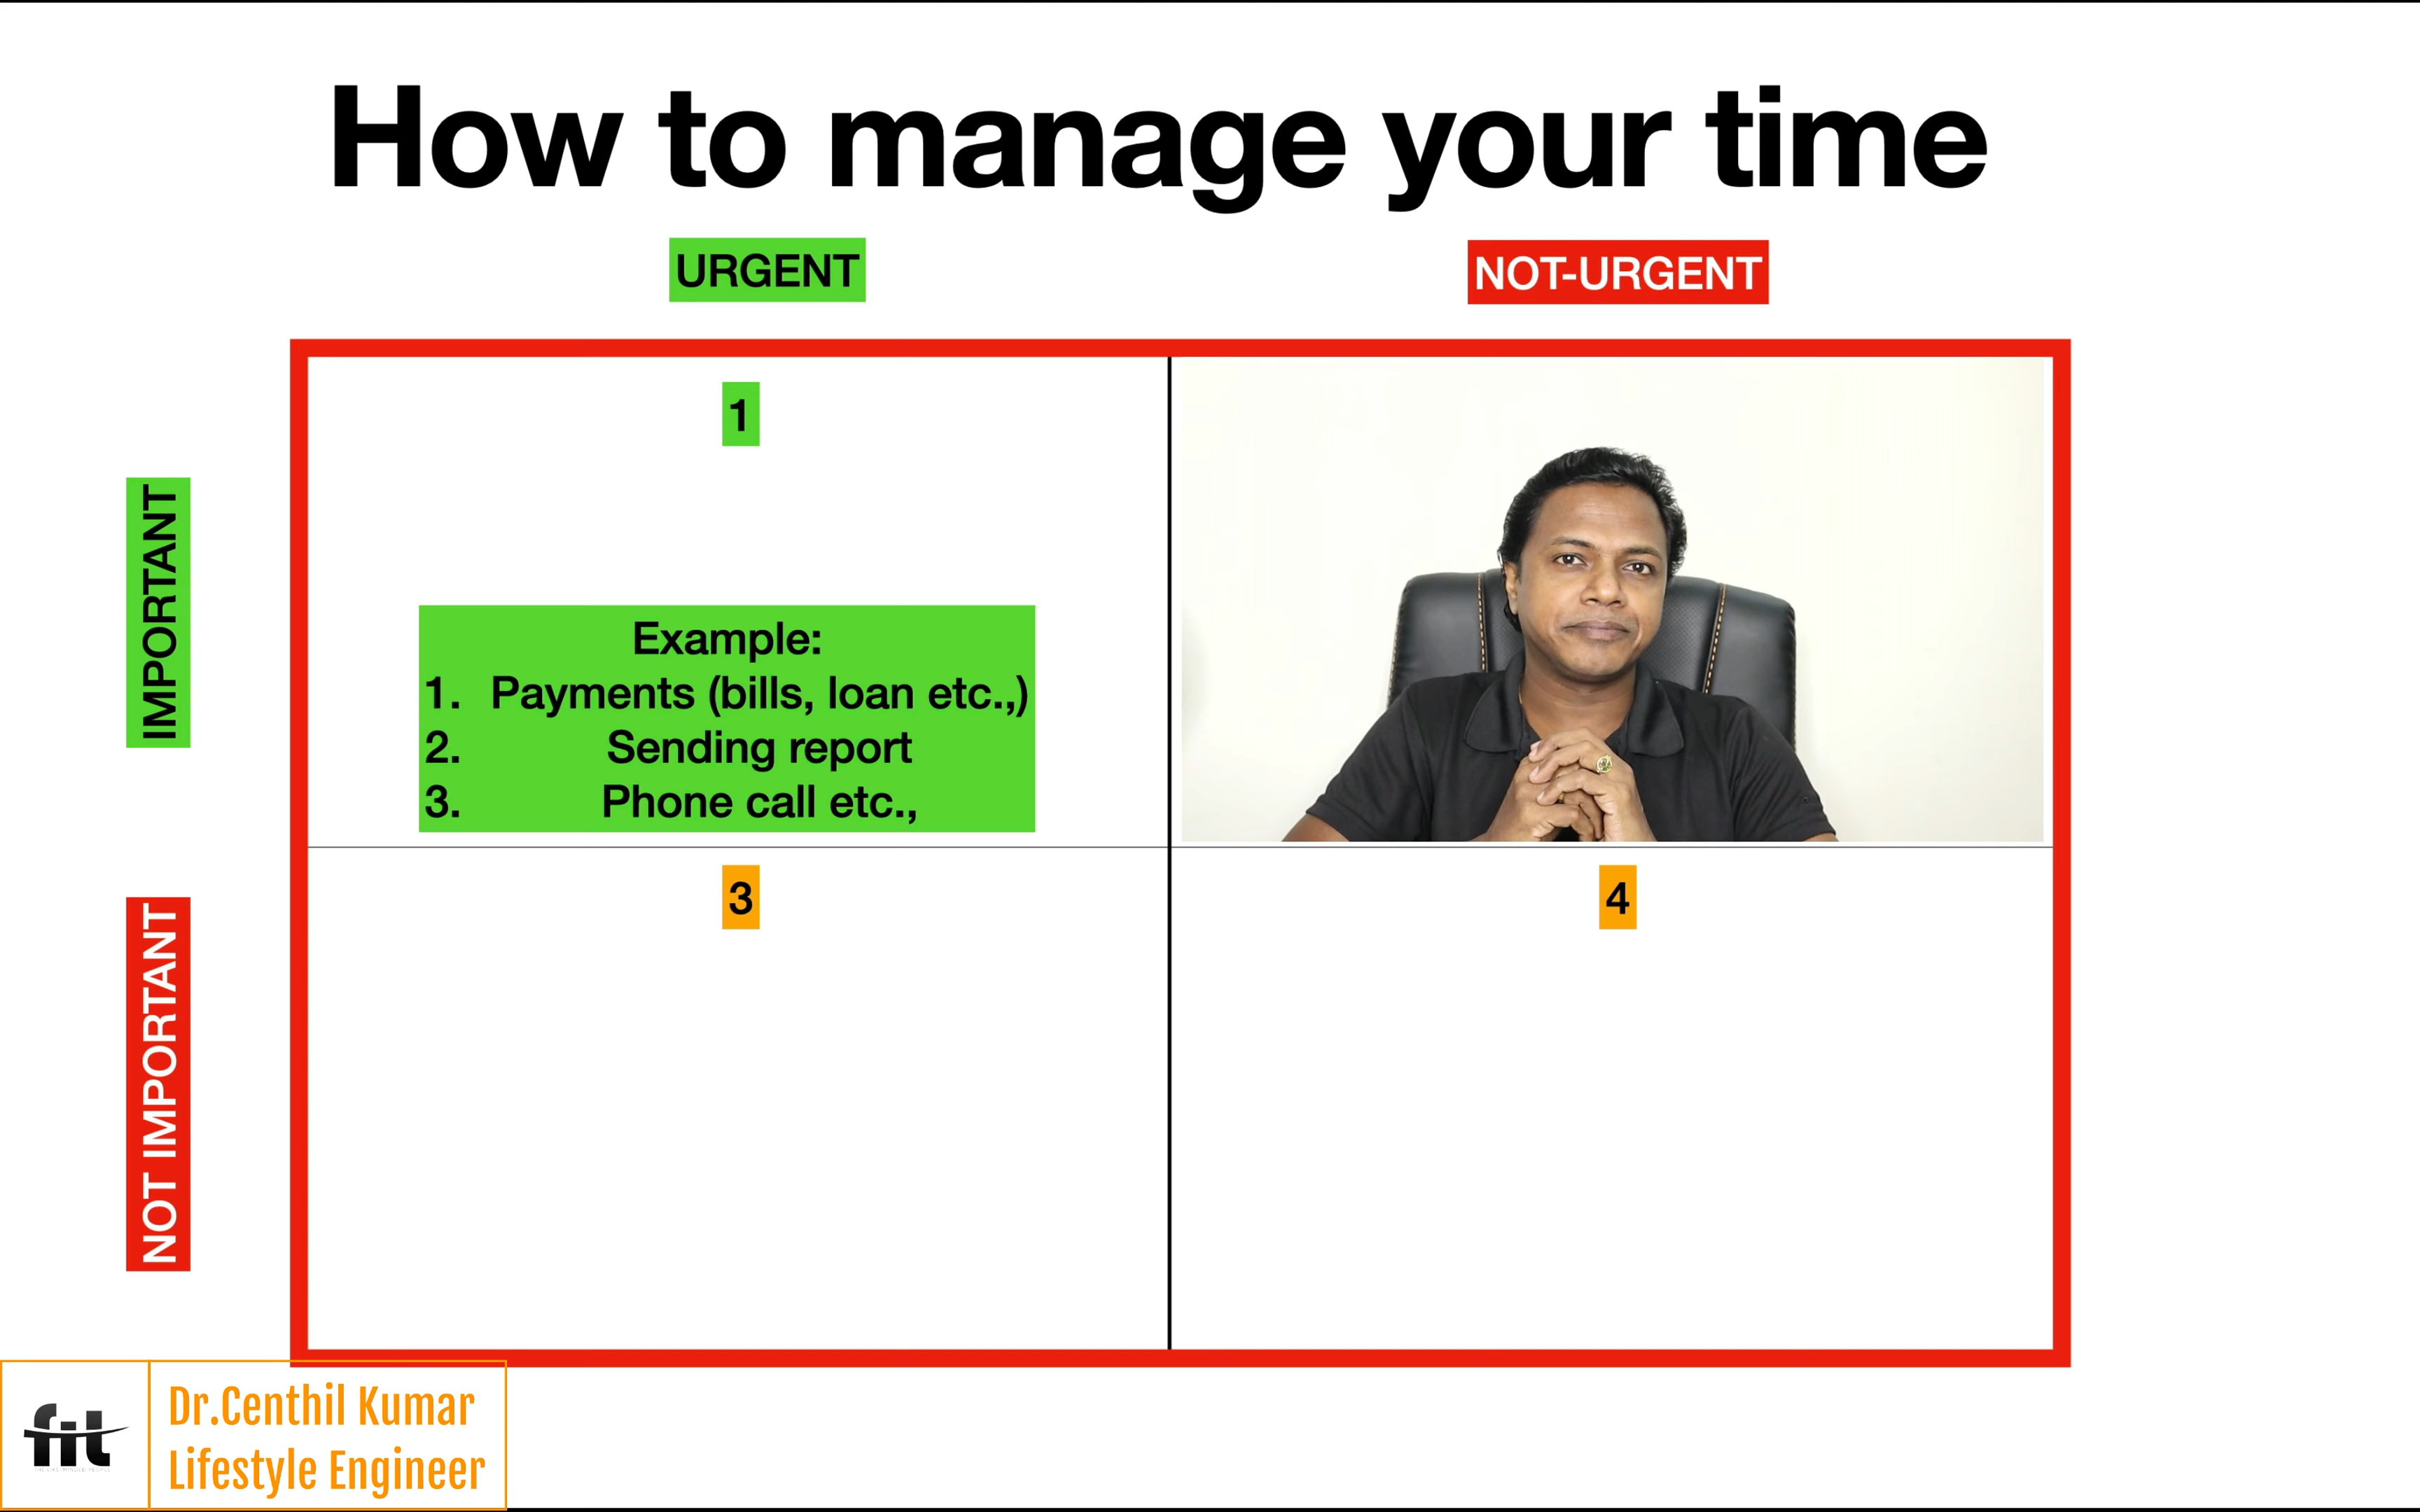 How to manage your time
URGENT
NOT-URGENT
IMPORTANT
1
Example:
1. Payments (bills, loan etc.,)
2. Sending report
3. Phone call etc.,
NOT IMPORTANT
3
4
fit
Dr.Centhil Kumar
Lifestyle Engineer